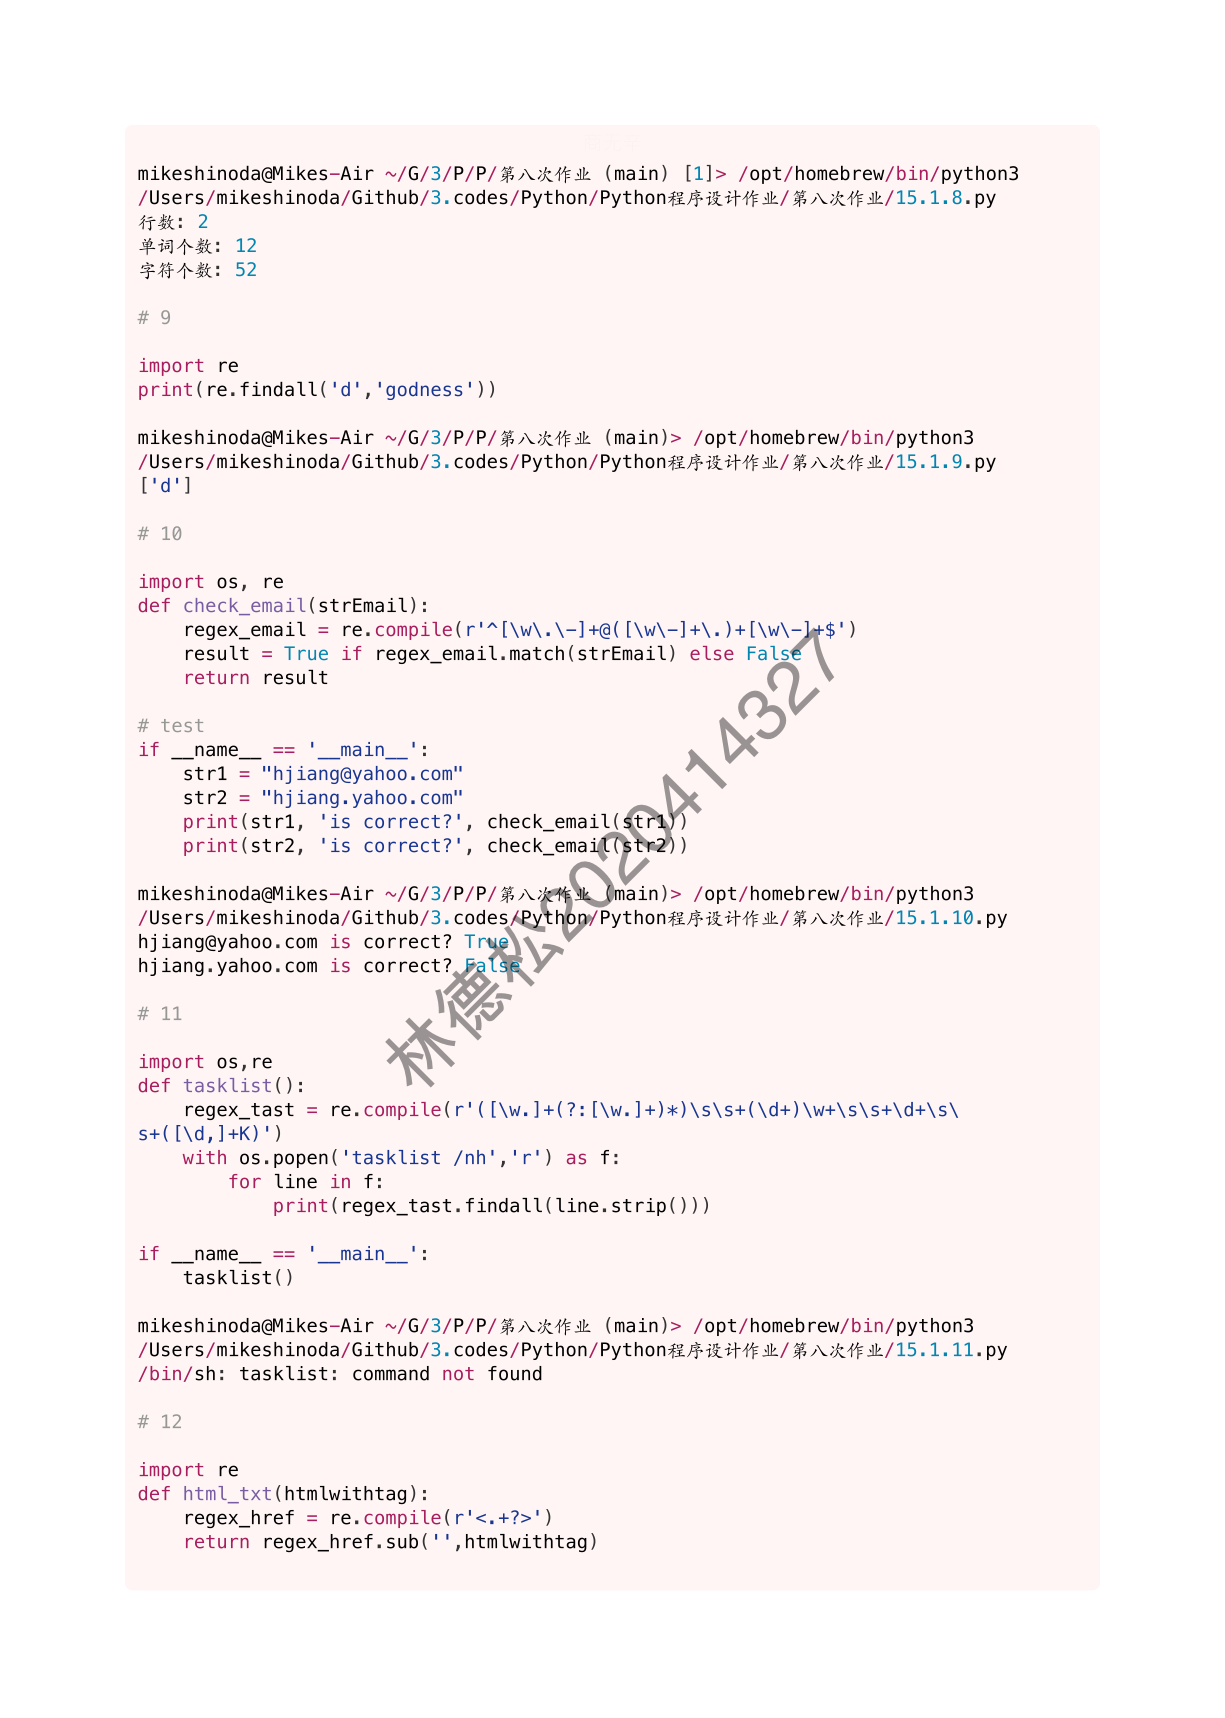 mikeshinoda@Mikes-Air ~/G/3/P/P/第八次作业 (main) [1]> /opt/homebrew/bin/python3
/Users/mikeshinoda/Github/3.codes/Python/Python程序设计作业/第八次作业/15.1.8.py
行数: 2
单词个数: 12
字符个数: 52

# 9

import re
print(re.findall('d','godness'))

mikeshinoda@Mikes-Air ~/G/3/P/P/第八次作业 (main)> /opt/homebrew/bin/python3
/Users/mikeshinoda/Github/3.codes/Python/Python程序设计作业/第八次作业/15.1.9.py
['d']

# 10

import os, re
def check_email(strEmail):
    regex_email = re.compile(r'^[\w\.\-]+@([\w\-]+\.)+[\w\-]+$')
    result = True if regex_email.match(strEmail) else False
    return result

# test
if __name__ == '__main__':
    str1 = "hjiang@yahoo.com"
    str2 = "hjiang.yahoo.com"
    print(str1, 'is correct?', check_email(str1))
    print(str2, 'is correct?', check_email(str2))

mikeshinoda@Mikes-Air ~/G/3/P/P/第八次作业 (main)> /opt/homebrew/bin/python3
/Users/mikeshinoda/Github/3.codes/Python/Python程序设计作业/第八次作业/15.1.10.py
hjiang@yahoo.com is correct? True
hjiang.yahoo.com is correct? False
林德松2020414327

# 11

import os,re
def tasklist():
    regex_tast = re.compile(r'([\w.]+(?:[\w.]+)*)\s\s+(\d+)\w+\s\s+\d+\s\
s+([\d,]+K)')
    with os.popen('tasklist /nh','r') as f:
        for line in f:
            print(regex_tast.findall(line.strip()))

if __name__ == '__main__':
    tasklist()

mikeshinoda@Mikes-Air ~/G/3/P/P/第八次作业 (main)> /opt/homebrew/bin/python3
/Users/mikeshinoda/Github/3.codes/Python/Python程序设计作业/第八次作业/15.1.11.py
/bin/sh: tasklist: command not found

# 12

import re
def html_txt(htmlwithtag):
    regex_href = re.compile(r'<.+?>')
    return regex_href.sub('',htmlwithtag)